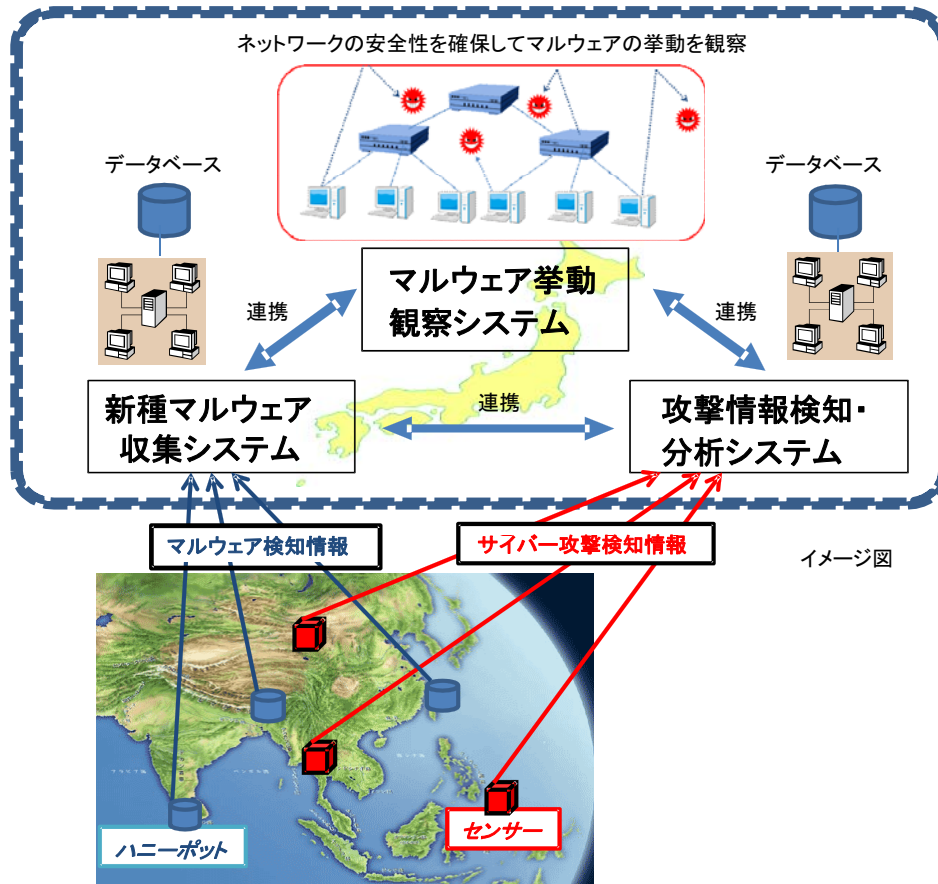 ネットワークの安全性を確保してマルウェアの挙動を観察
データベース
データベース
マルウェア挙動
観察システム
連携
連携
新種マルウェア
収集システム
連携
攻撃情報検知・
分析システム
マルウェア検知情報
サイバー攻撃検知情報
イメージ図
ハニーポット
センサー